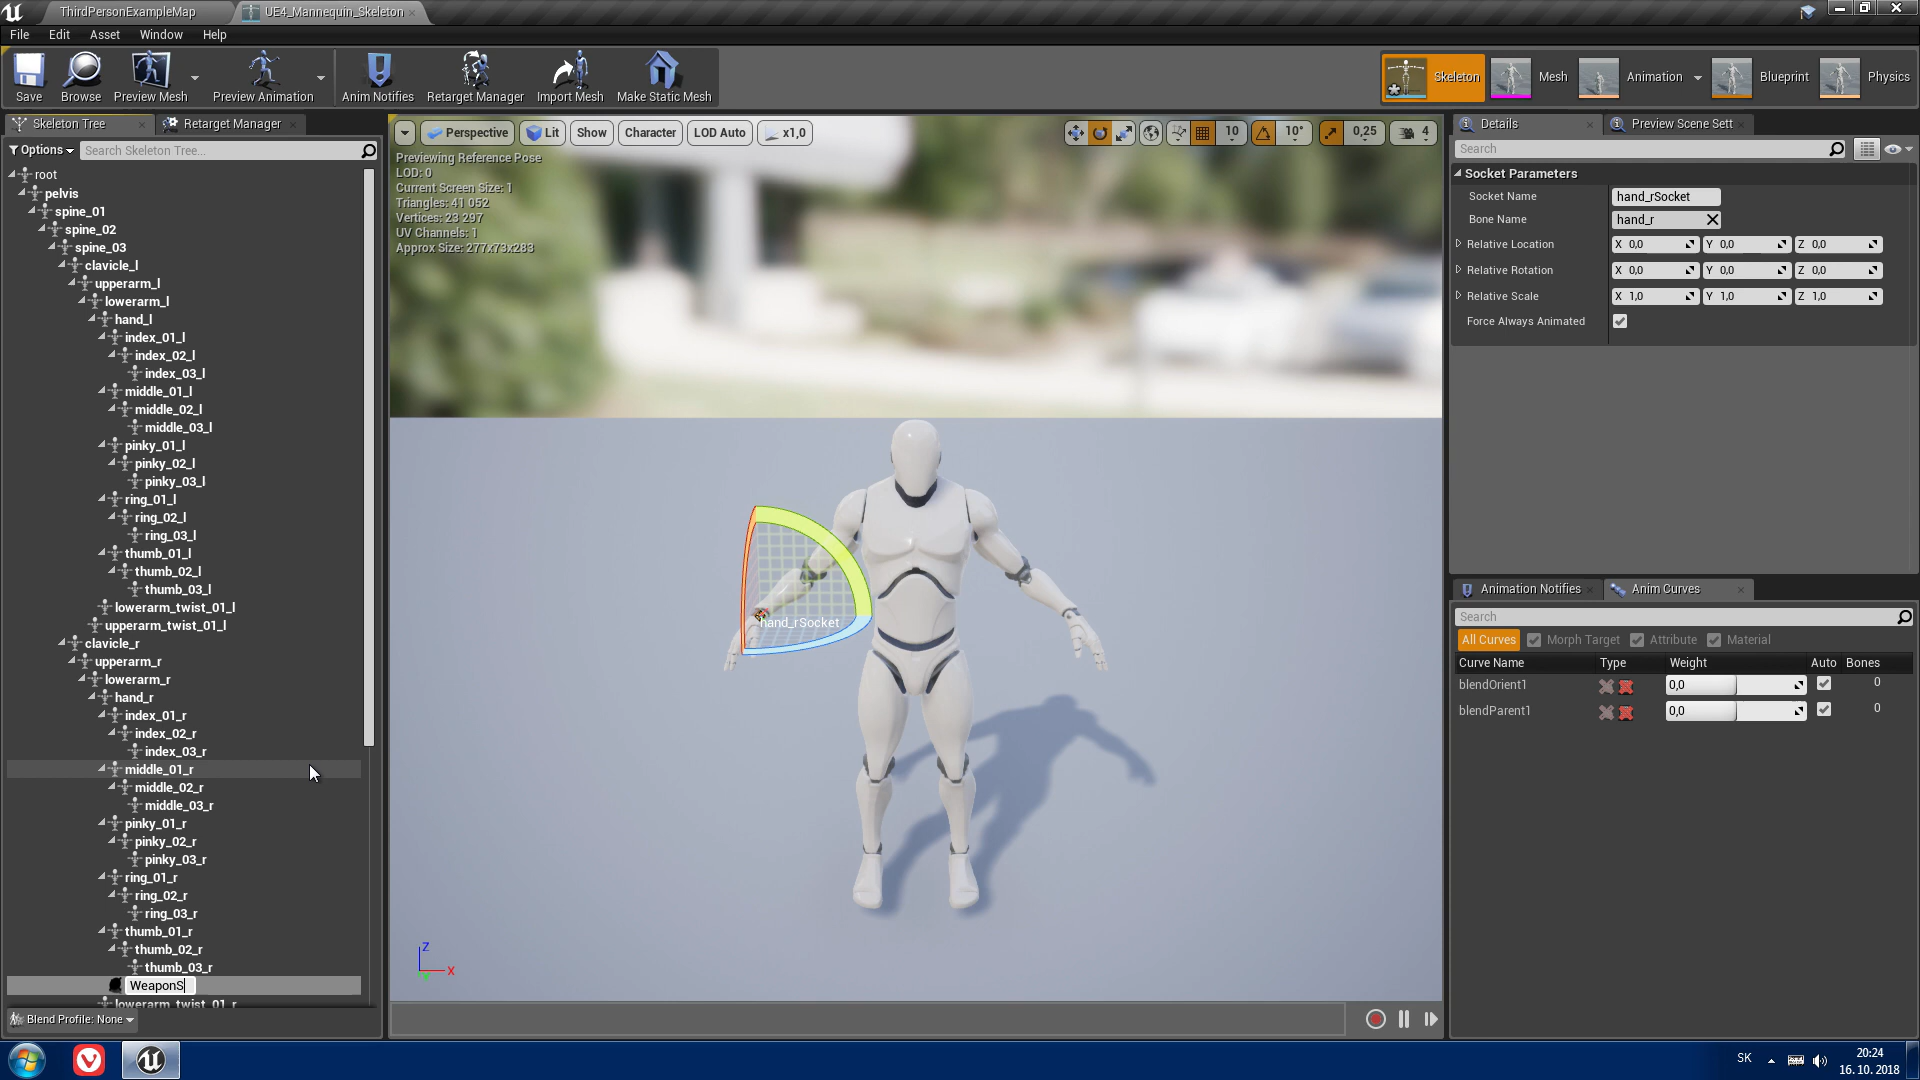 ThirdPersonExampleMap
UE4_Mannequin_Skeleton
File Edit Asset Window Help
Save
Browse
Preview Mesh
Preview Animation
Anim Notifies
Retarget Manager
Import Mesh
Make Static Mesh
Skeleton
Mesh
Animation
Blueprint
Physics
Skeleton Tree
Retarget Manager
Options
Search Skeleton Tree...
root
pelvis
spine_01
spine_02
spine_03
clavicle_l
upperarm_l
lowerarm_l
hand_l
index_01_l
index_02_l
index_03_l
middle_01_l
middle_02_l
middle_03_l
pinky_01_l
pinky_02_l
pinky_03_l
ring_01_l
ring_02_l
ring_03_l
thumb_01_l
thumb_02_l
thumb_03_l
lowerarm_twist_01_l
upperarm_twist_01_l
clavicle_r
upperarm_r
lowerarm_r
hand_r
index_01_r
index_02_r
index_03_r
middle_01_r
middle_02_r
middle_03_r
pinky_01_r
pinky_02_r
pinky_03_r
ring_01_r
ring_02_r
ring_03_r
thumb_01_r
thumb_02_r
thumb_03_r
WeaponS
lowerarm_twist_01_r
Blend Profile: None
Perspective Lit Show Character LOD Auto x1,0
10 10° 0,25 4
Previewing Reference Pose
LOD: 0
Current Screen Size: 1
Triangles: 41 052
Vertices: 23 297
UV Channels: 1
Approx Size: 277x73x283
hand_rSocket
Z
X
Details
Preview Scene Sett
Search
Socket Parameters
Socket Name hand_rSocket
Bone Name hand_r
Relative Location X 0,0 Y 0,0 Z 0,0
Relative Rotation X 0,0 Y 0,0 Z 0,0
Relative Scale X 1,0 Y 1,0 Z 1,0
Force Always Animated
Animation Notifies
Anim Curves
Search
All Curves Morph Target Attribute Material
Curve Name Type Weight Auto Bones
blendOrient1 0,0 0
blendParent1 0,0 0
SK
20:24
16. 10. 2018